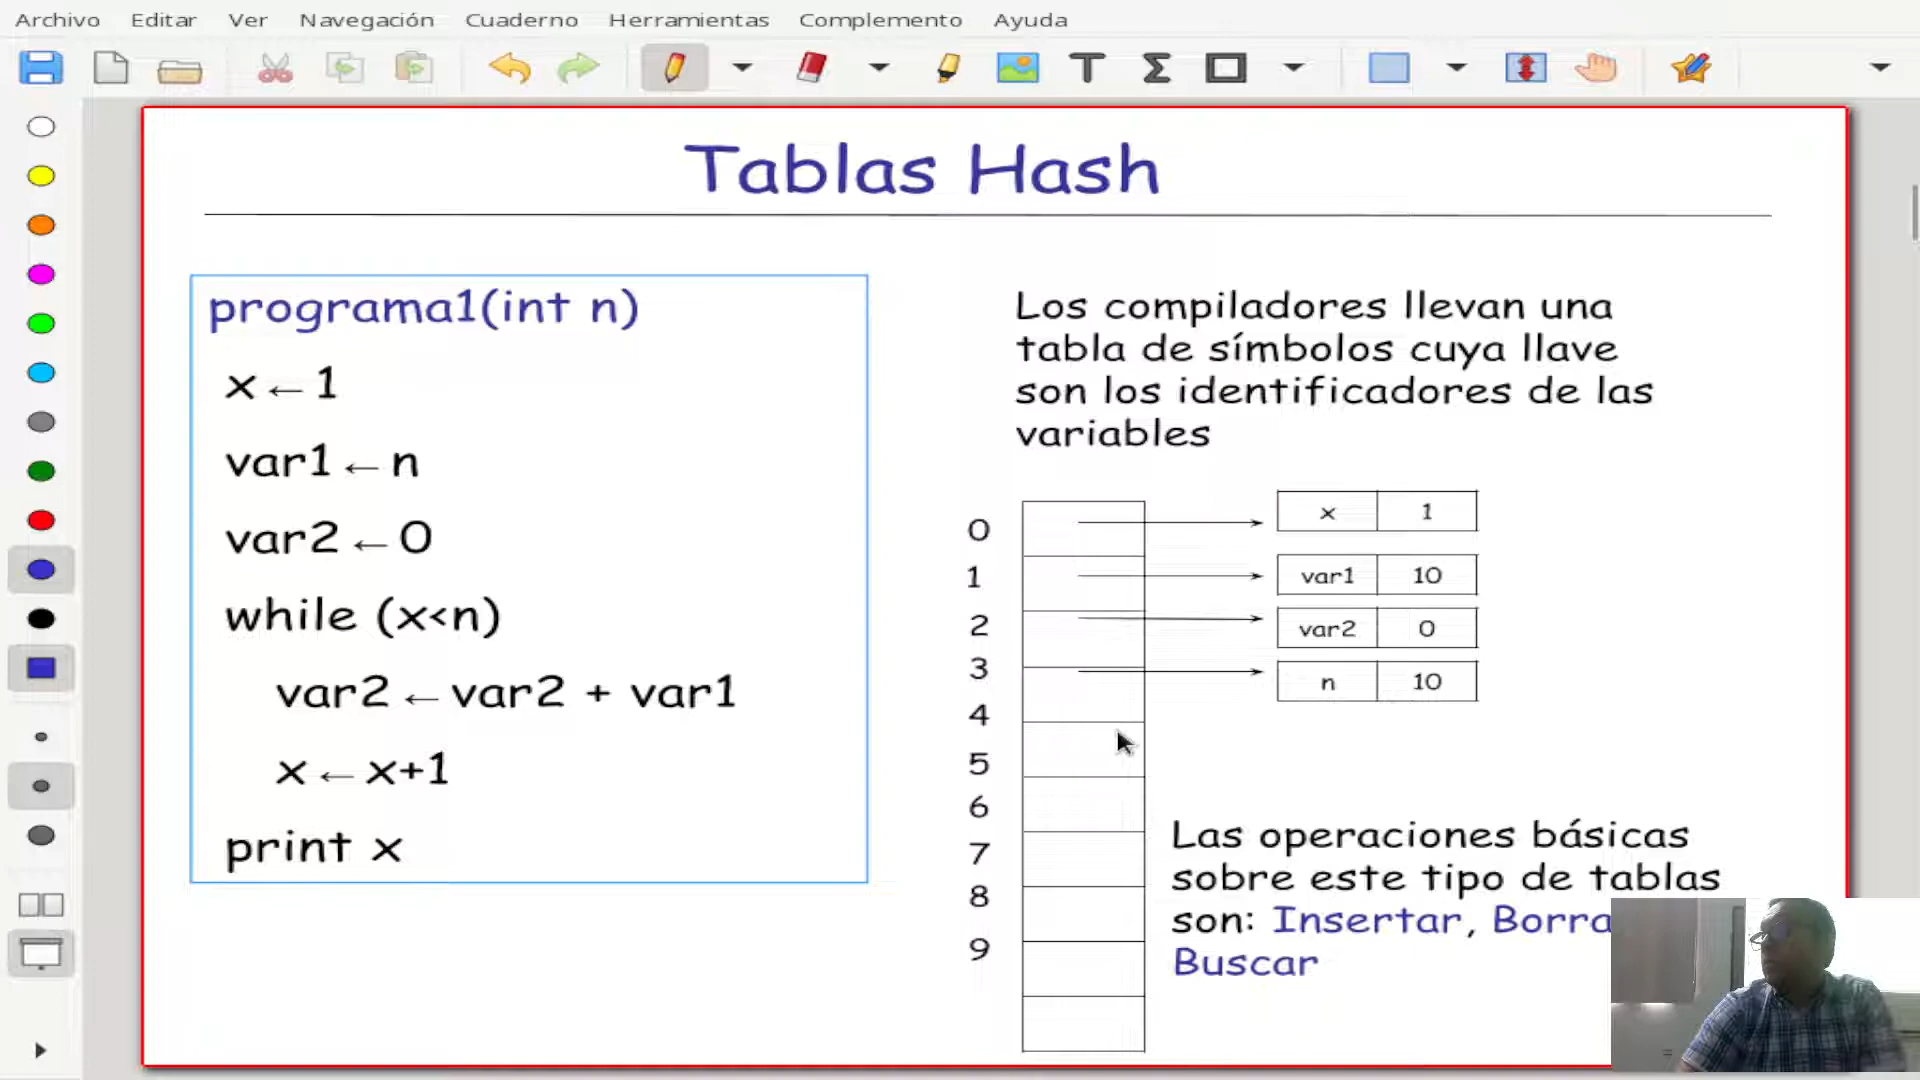 Archivo Editar Ver Navegación Cuaderno Herramientas Complemento Ayuda
Tablas Hash
programa1(int n)
x ← 1
var1 ← n
var2 ← 0
while (x<n)
var2 ← var2 + var1
x ← x+1
print x
Los compiladores llevan una
tabla de símbolos cuya llave
son los identificadores de las
variables
0 x 1
1 var1 10
2 var2 0
3 n 10
4
5
6
7
8
9
Las operaciones básicas
sobre este tipo de tablas
son: Insertar, Borra
Buscar